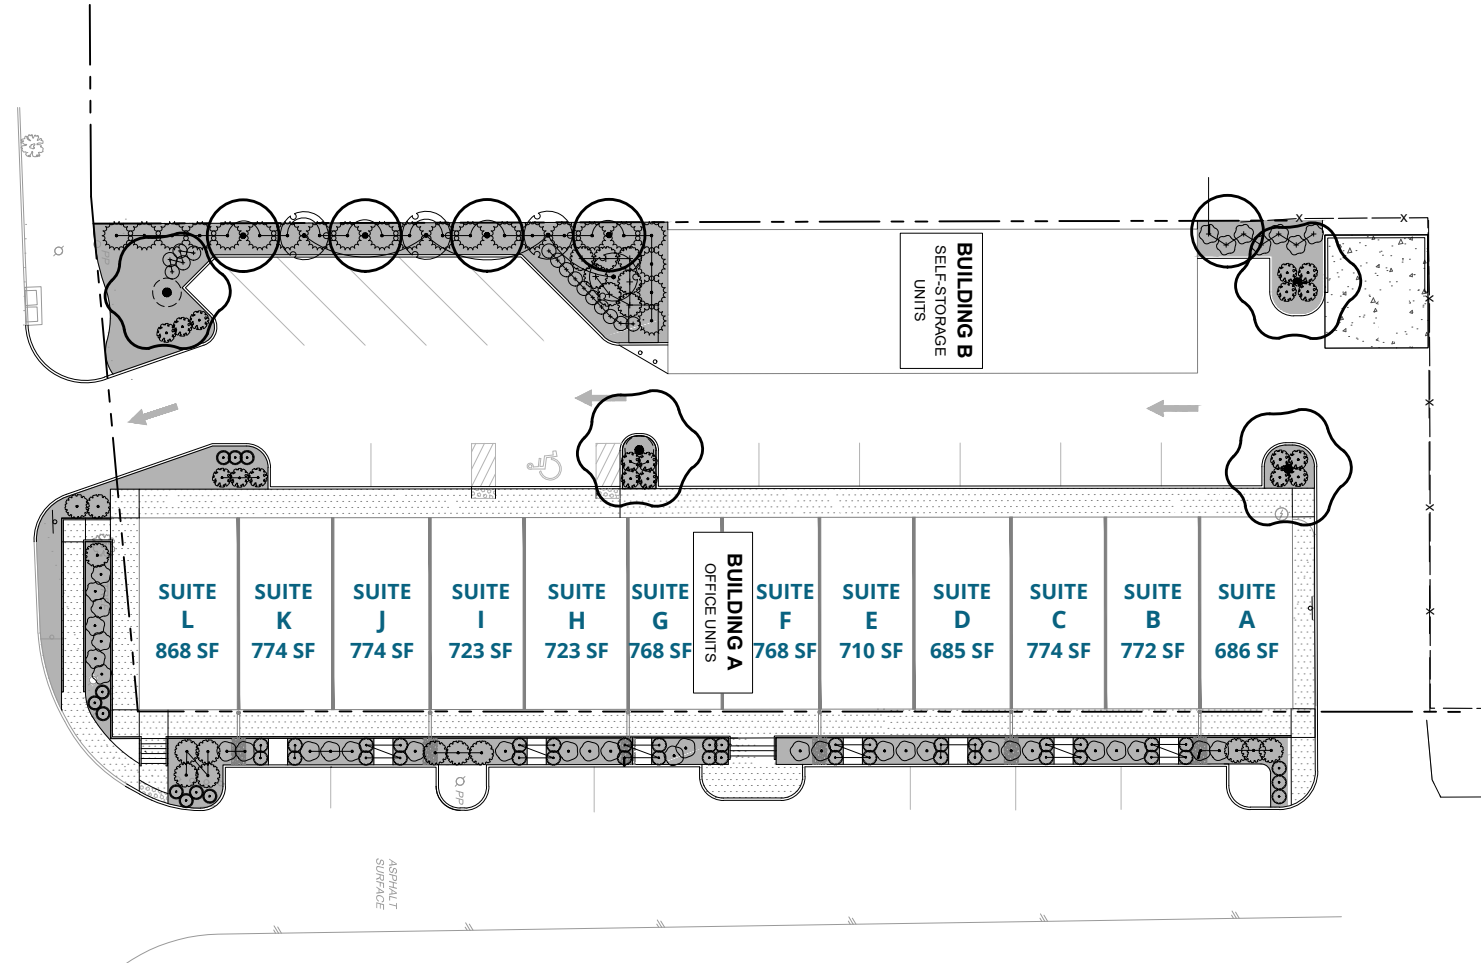 PP
BUILDING B
SELF-STORAGE
UNITS
x
x
x
x
x
x
SUITE
L
868 SF
SUITE
K
774 SF
SUITE
J
774 SF
SUITE
I
723 SF
SUITE
H
723 SF
SUITE
G
768 SF
BUILDING A
OFFICE UNITS
SUITE
F
768 SF
SUITE
E
710 SF
SUITE
D
685 SF
SUITE
C
774 SF
SUITE
B
772 SF
SUITE
A
686 SF
PP
ASPHALT
SURFACE